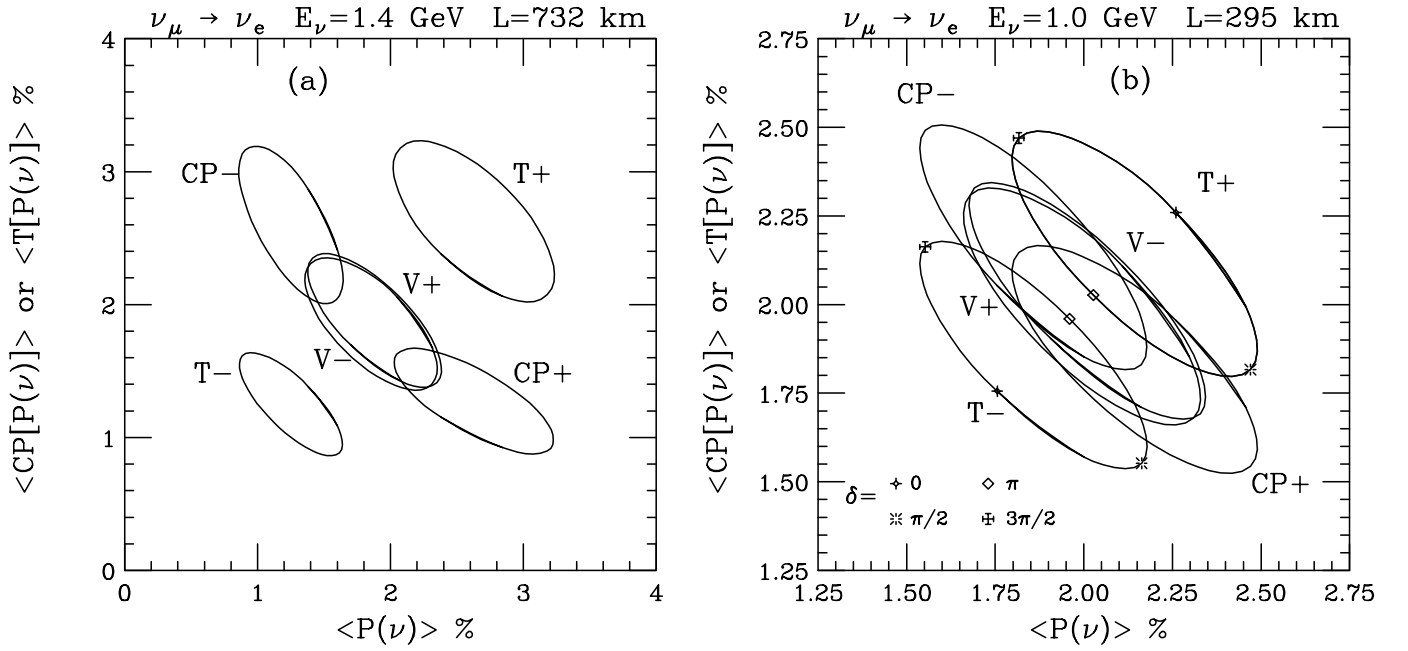 ν_μ → ν_e E_ν=1.4 GeV L=732 km
<CP[P(ν)]> or <T[P(ν)]> %
4
3
2
1
0
(a)
CP−
T+
V+
V−
T−
CP+
0 1 2 3 4
<P(ν)> %
ν_μ → ν_e E_ν=1.0 GeV L=295 km
<CP[P(ν)]> or <T[P(ν)]> %
2.75
2.50
2.25
2.00
1.75
1.50
1.25
(b)
CP−
T+
V−
V+
T−
CP+
δ= 0 π
π/2 3π/2
1.25 1.50 1.75 2.00 2.25 2.50 2.75
<P(ν)> %